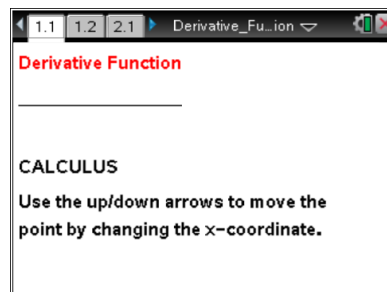 1.1 1.2 2.1 Derivative_Fu…ion
Derivative Function
CALCULUS
Use the up/down arrows to move the
point by changing the x-coordinate.